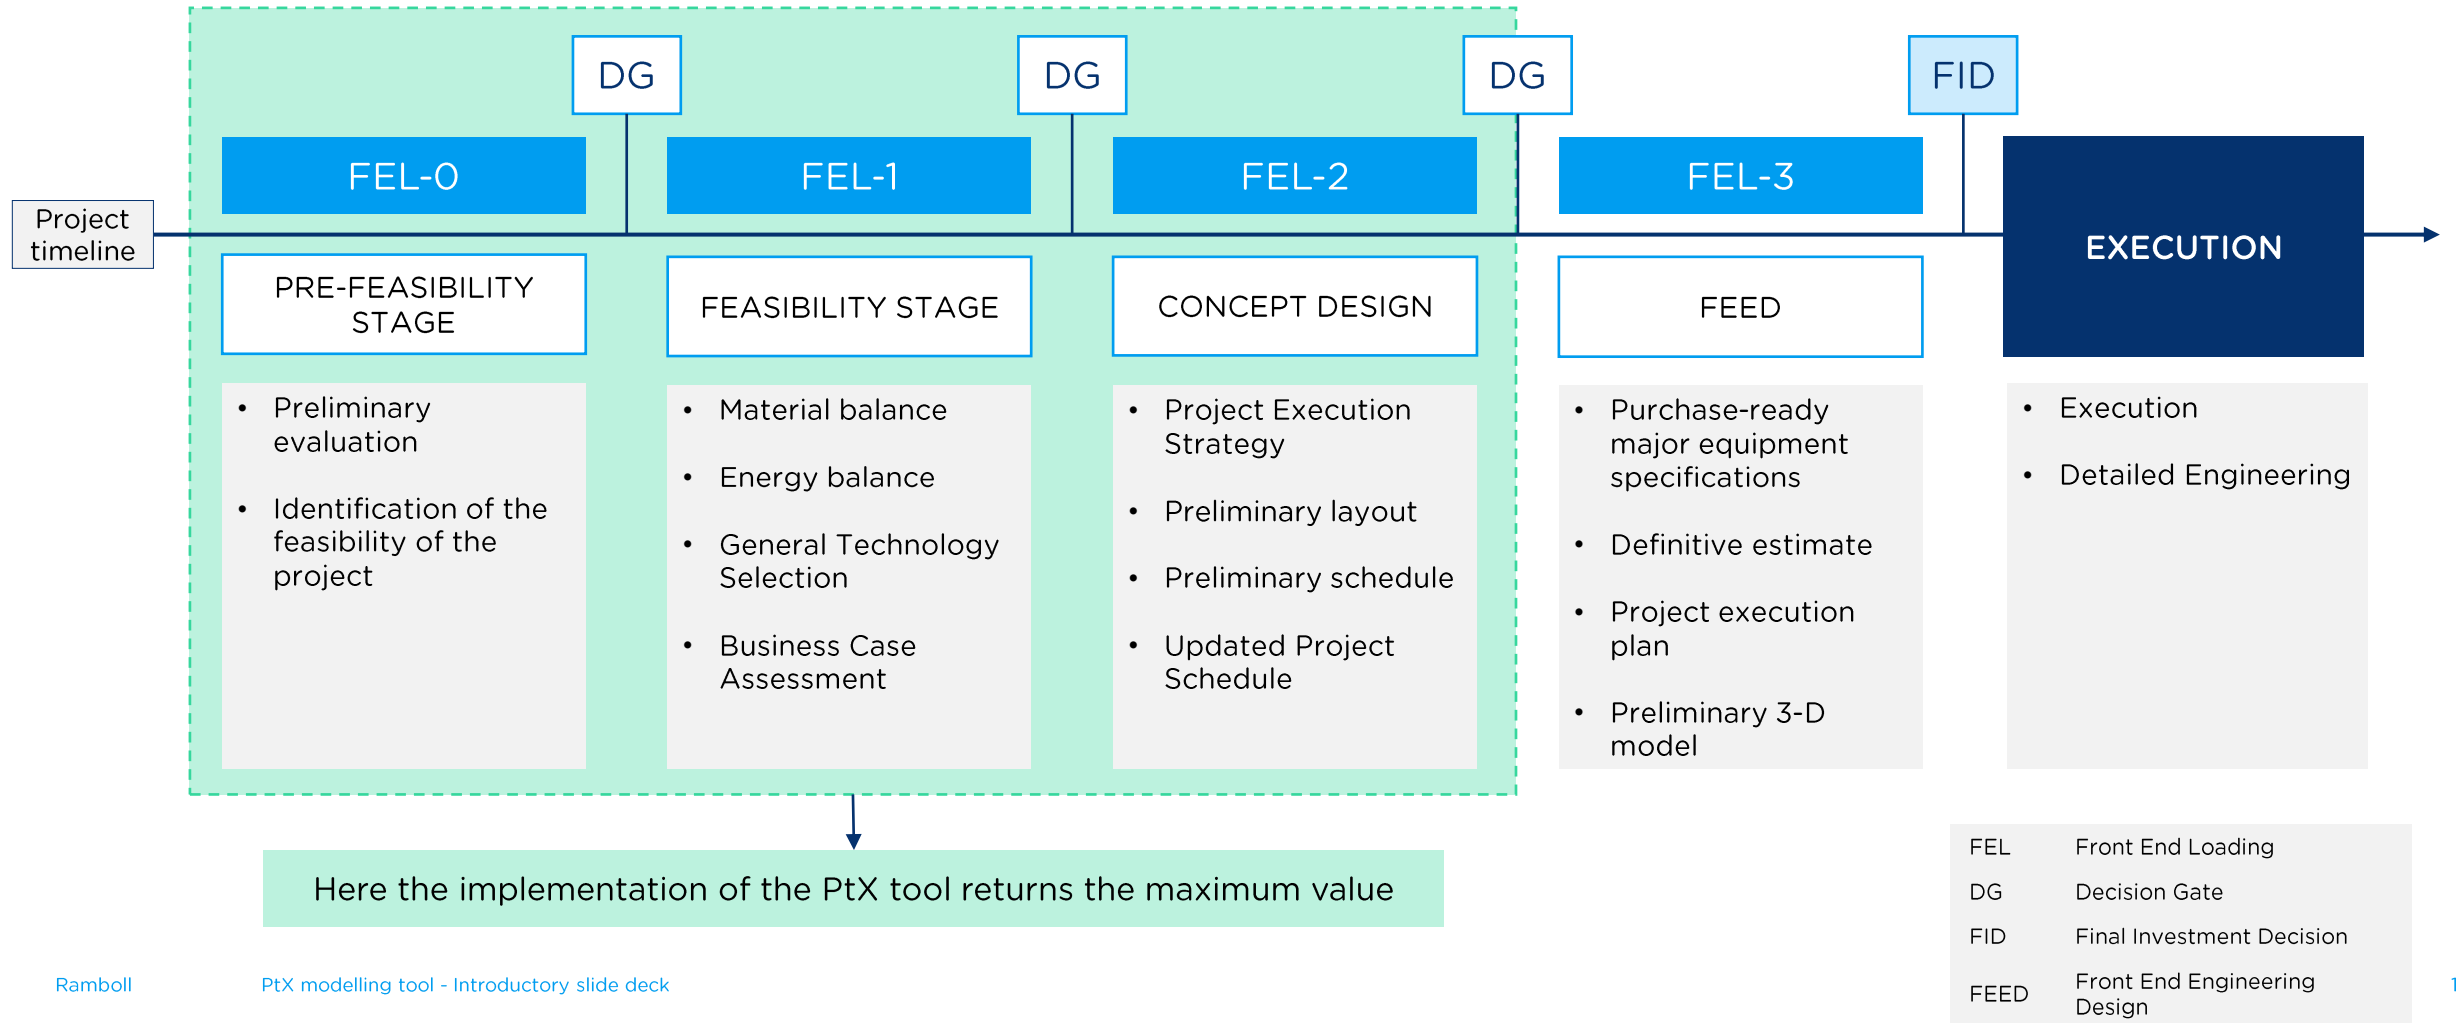 DG
DG
DG
FID
FEL-0
FEL-1
FEL-2
FEL-3
Project
timeline
EXECUTION
PRE-FEASIBILITY
STAGE
FEASIBILITY STAGE
CONCEPT DESIGN
FEED
• Preliminary
evaluation
• Identification of the
feasibility of the
project
• Material balance
• Energy balance
• General Technology
Selection
• Business Case
Assessment
• Project Execution
Strategy
• Preliminary layout
• Preliminary schedule
• Updated Project
Schedule
• Purchase-ready
major equipment
specifications
• Definitive estimate
• Project execution
plan
• Preliminary 3-D
model
• Execution
• Detailed Engineering
Here the implementation of the PtX tool returns the maximum value
FEL Front End Loading
DG Decision Gate
FID Final Investment Decision
FEED Front End Engineering
Design
Ramboll
PtX modelling tool - Introductory slide deck
1